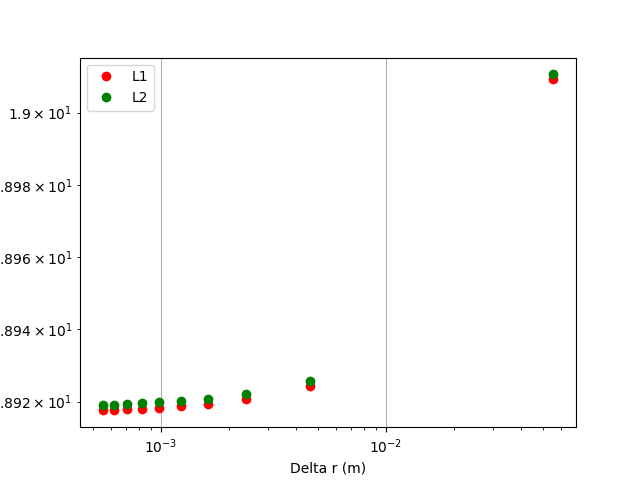 L1
L2
1.9 × 10¹
.898 × 10¹
.896 × 10¹
.894 × 10¹
.892 × 10¹
10⁻³
10⁻²
Delta r (m)